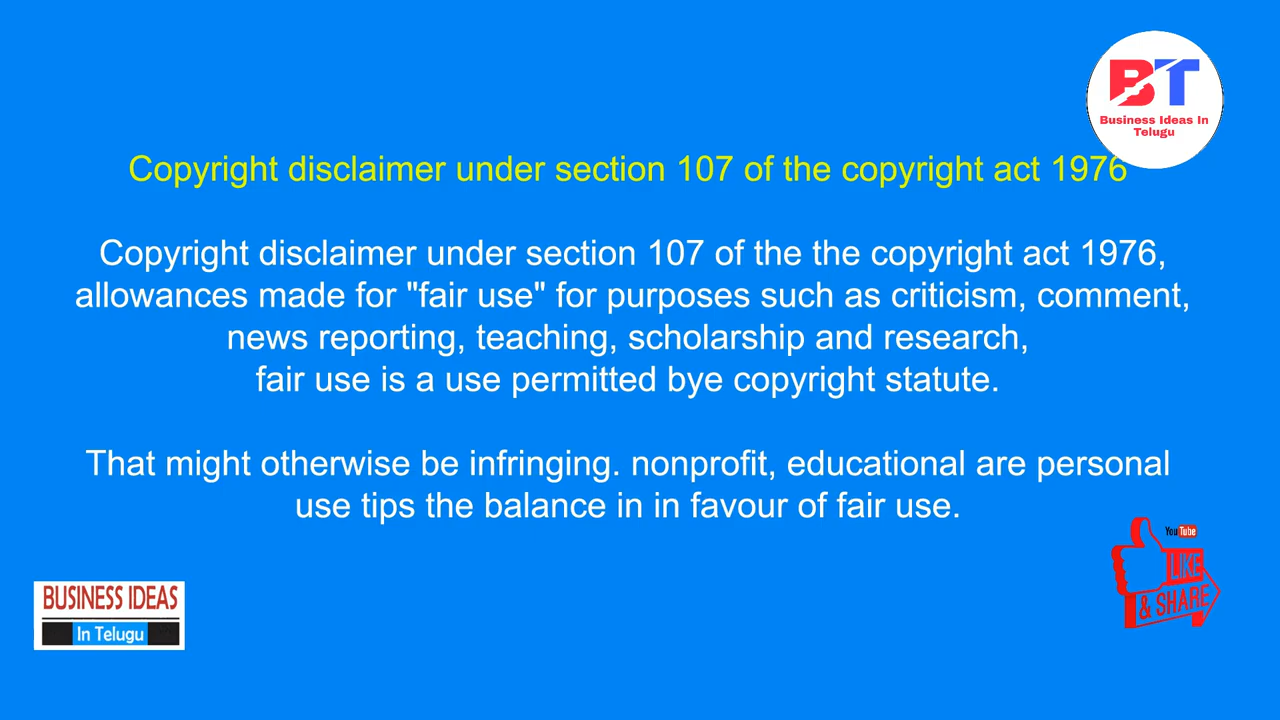 BT
Business Ideas In
Telugu
Copyright disclaimer under section 107 of the copyright act 1976
Copyright disclaimer under section 107 of the the copyright act 1976,
allowances made for "fair use" for purposes such as criticism, comment,
news reporting, teaching, scholarship and research,
fair use is a use permitted bye copyright statute.
That might otherwise be infringing. nonprofit, educational are personal
use tips the balance in in favour of fair use.
YouTube
LIKE
& SHARE
BUSINESS IDEAS
In Telugu